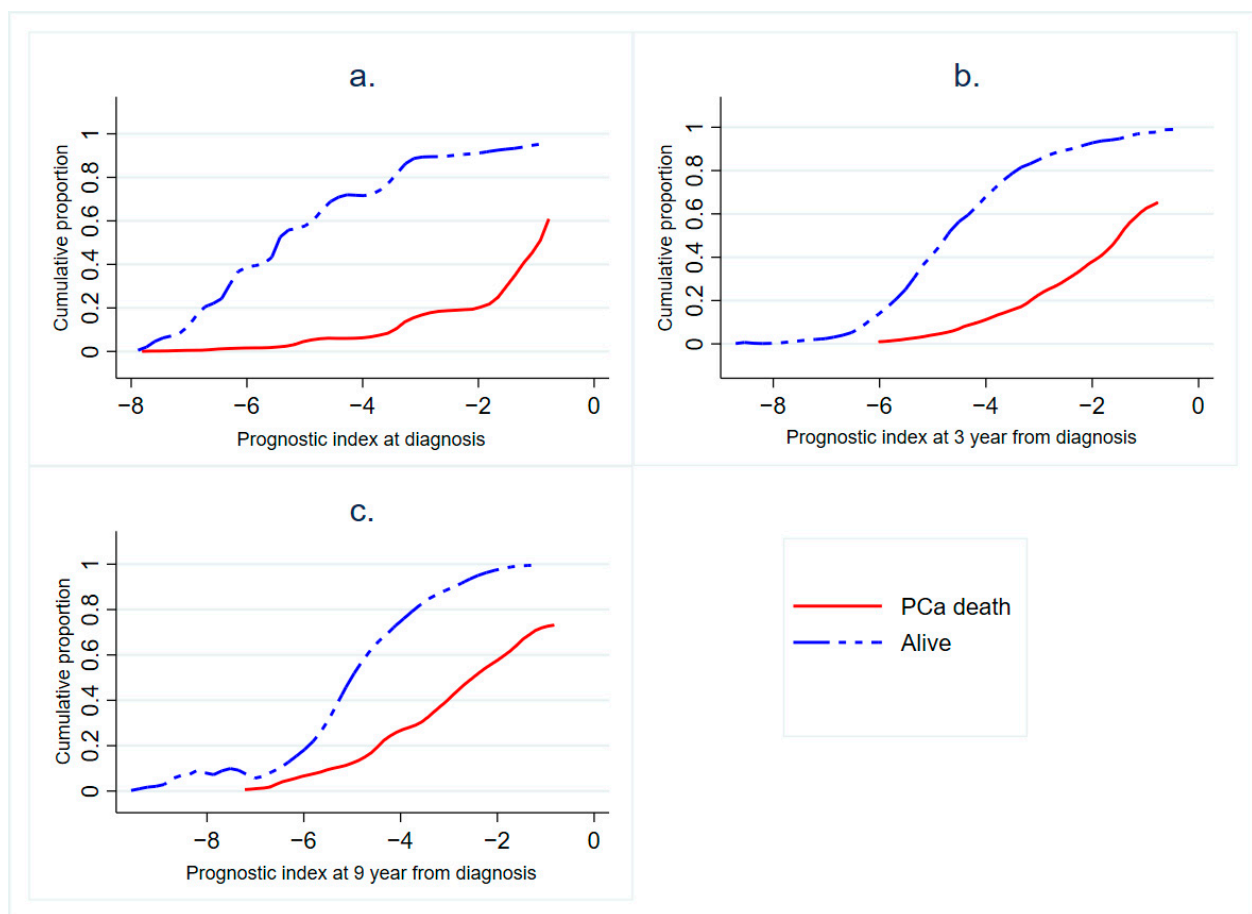 a.
Cumulative proportion
1
0.8
0.6
0.4
0.2
0
−8 −6 −4 −2 0
Prognostic index at diagnosis
b.
Cumulative proportion
1
0.8
0.6
0.4
0.2
0
−8 −6 −4 −2 0
Prognostic index at 3 year from diagnosis
c.
Cumulative proportion
1
0.8
0.6
0.4
0.2
0
−8 −6 −4 −2 0
Prognostic index at 9 year from diagnosis
PCa death
Alive